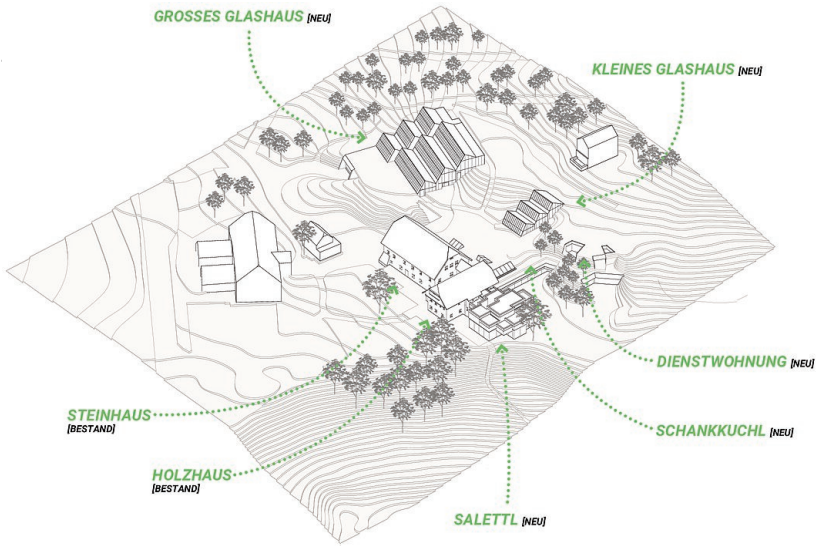 GROSSES GLASHAUS [NEU]
KLEINES GLASHAUS [NEU]
DIENSTWOHNUNG [NEU]
STEINHAUS
[BESTAND]
SCHANKKUCHL [NEU]
HOLZHAUS
[BESTAND]
SALETTL [NEU]